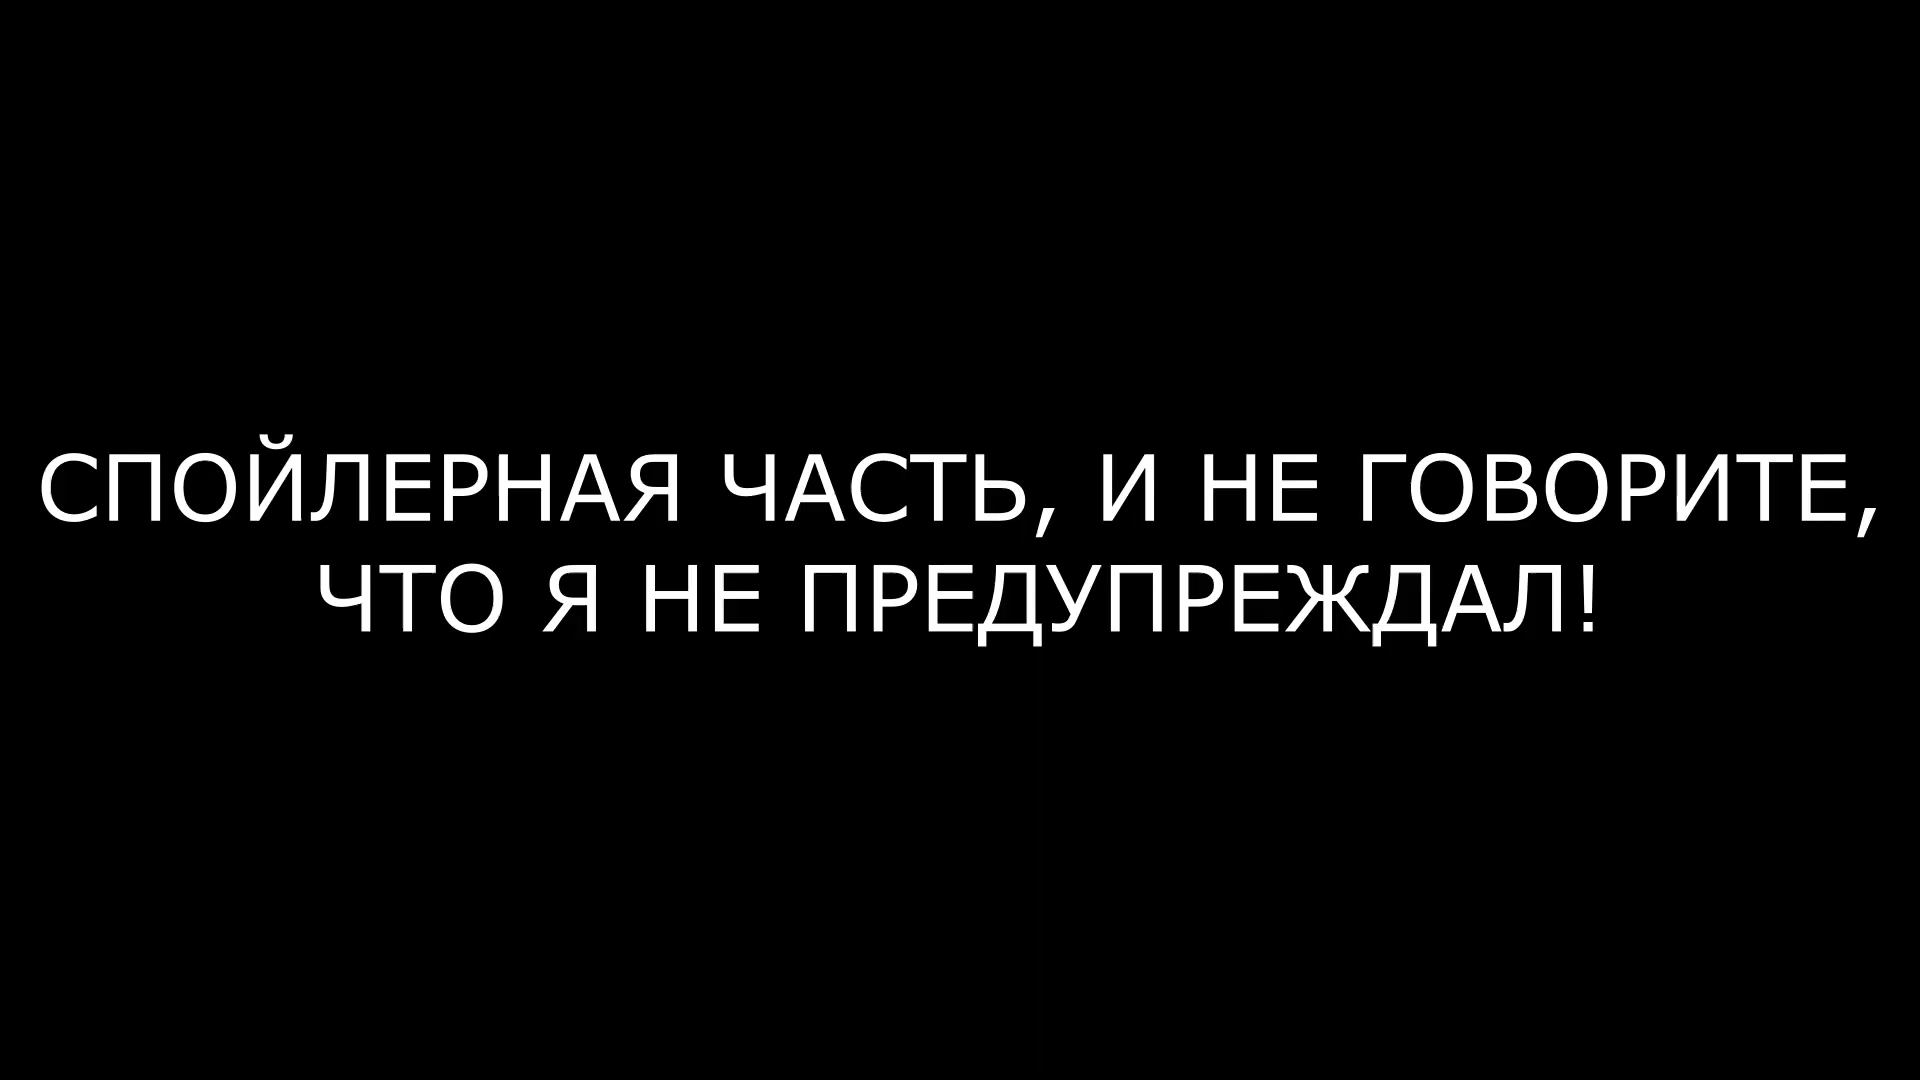 СПОЙЛЕРНАЯ ЧАСТЬ, И НЕ ГОВОРИТЕ,
ЧТО Я НЕ ПРЕДУПРЕЖДАЛ!